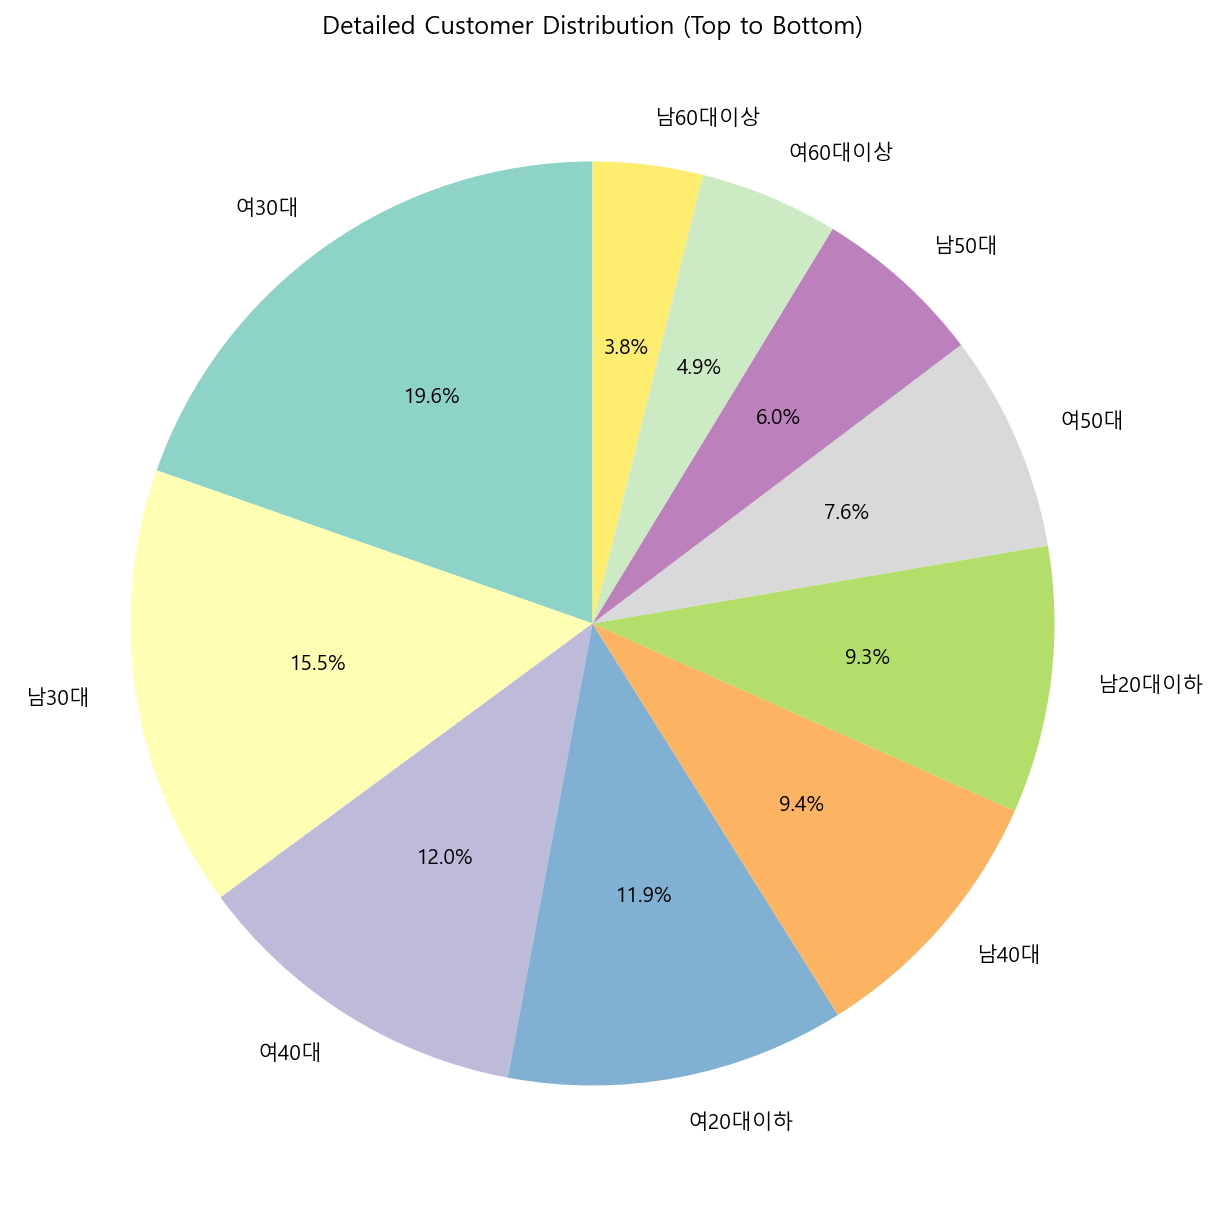 Detailed Customer Distribution (Top to Bottom)
남60대이상
여60대이상
여30대
남50대
3.8%
4.9%
19.6%
6.0%
여50대
7.6%
9.3%
15.5%
남20대이하
남30대
9.4%
12.0%
11.9%
남40대
여40대
여20대이하